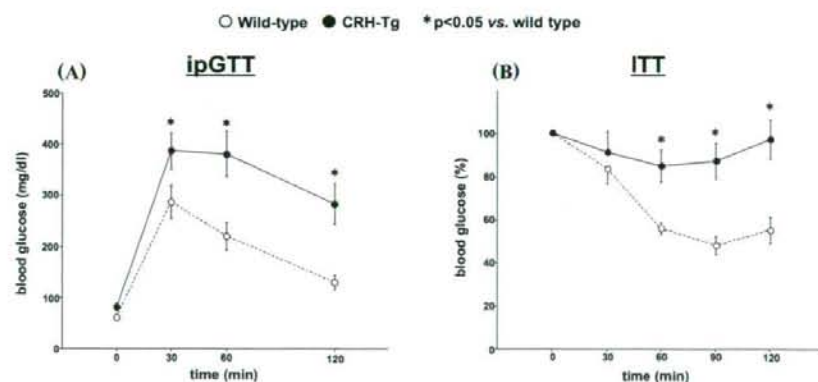 Wild-type CRH-Tg *p<0.05 vs. wild type
(A) ipGTT
blood glucose (mg/dl)
500
400
300
200
100
0
0 30 60 120
time (min)
* * *
(B) ITT
blood glucose (%)
100
80
60
40
20
0
0 30 60 90 120
time (min)
* * *